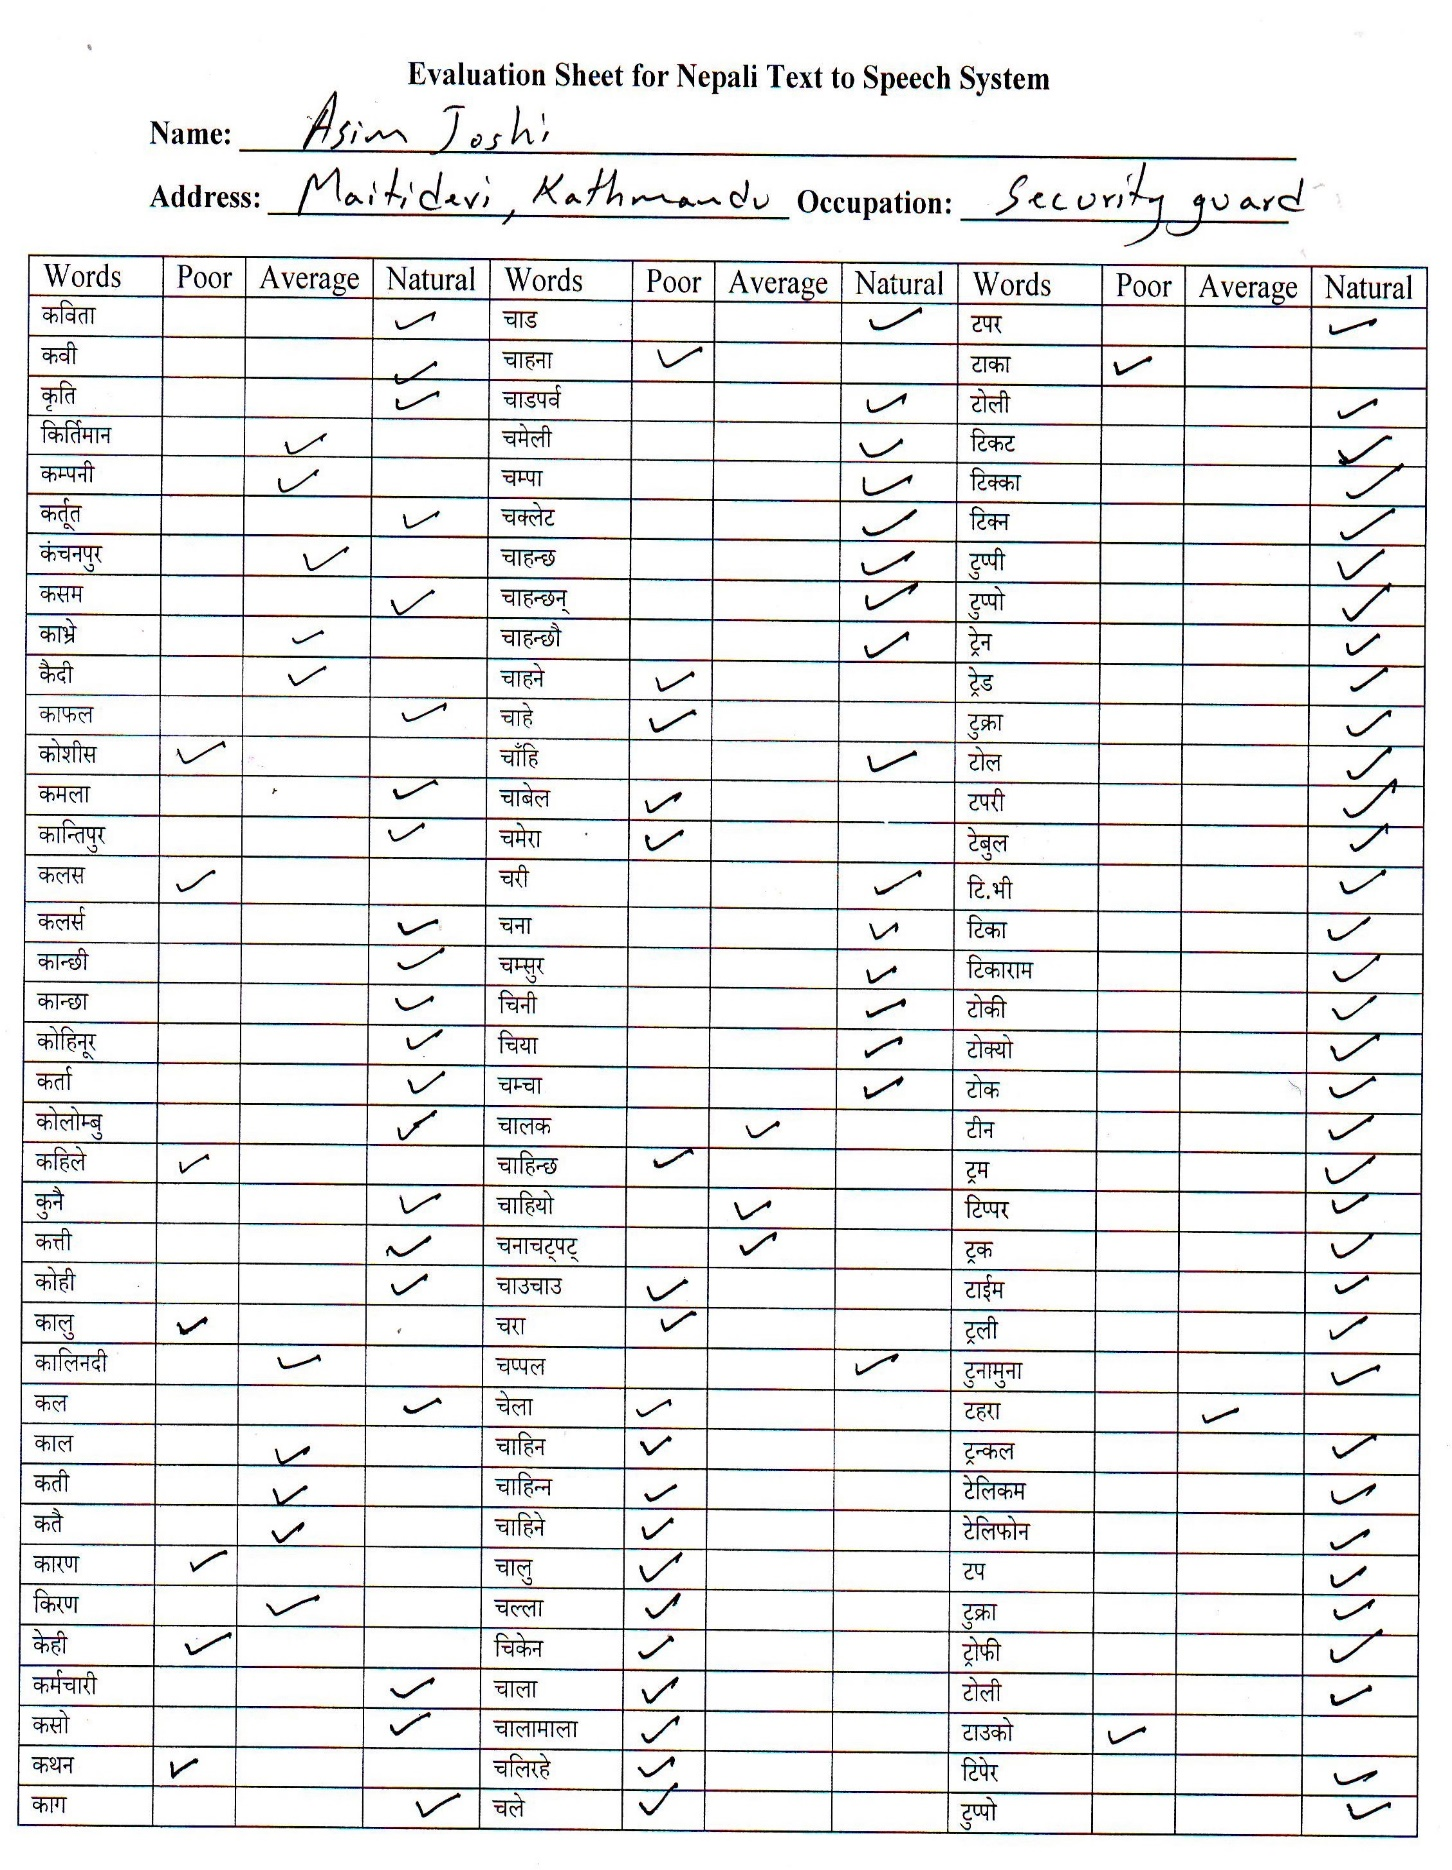 Evaluation Sheet for Nepali Text to Speech System
Name: Asim Joshi
Address: Maitidevi, Kathmandu Occupation: Security guard
Words Poor Average Natural Words Poor Average Natural Words Poor Average Natural
कविता ✓ चाड ✓ टपर ✓
कवी ✓ चाहना ✓ टाका ✓
कृति ✓ चाडपर्व ✓ टोली ✓
किर्तिमान ✓ चमेली ✓ टिकट ✓
कम्पनी ✓ चम्पा ✓ टिक्का ✓
कर्तूत ✓ चक्लेट ✓ टिक्न ✓
कंचनपुर ✓ चाहन्छ ✓ टुप्पी ✓
कसम ✓ चाहन्छन् ✓ टुप्पो ✓
काभ्रे ✓ चाहन्छौ ✓ ट्रेन ✓
कैदी ✓ चाहने ✓ ट्रेड ✓
काफल ✓ चाहे ✓ टुक्रा ✓
कोशीस ✓ चाँहि ✓ टोल ✓
कमला ✓ चाबेल ✓ टपरी ✓
कान्तिपुर ✓ चमेरा ✓ टेबुल ✓
कलस ✓ चरी ✓ टि.भी ✓
कलर्स ✓ चना ✓ टिका ✓
कान्छी ✓ चम्सुर ✓ टिकाराम ✓
कान्छा ✓ चिनी ✓ टोकी ✓
कोहिनूर ✓ चिया ✓ टोक्यो ✓
कर्ता ✓ चम्चा ✓ टोक ✓
कोलोम्बु ✓ चालक ✓ टीन ✓
कहिले ✓ चाहिन्छ ✓ ट्रम ✓
कुनै ✓ चाहियो ✓ टिप्पर ✓
कत्ती ✓ चनाचट्पट् ✓ ट्रक ✓
कोही ✓ चाउचाउ ✓ टाईम ✓
कालु ✓ चरा ✓ ट्रली ✓
कालिनदी ✓ चप्पल ✓ टुनामुना ✓
कल ✓ चेला ✓ टहरा ✓
काल ✓ चाहिन ✓ ट्रन्कल ✓
कती ✓ चाहिन्न ✓ टेलिकम ✓
कतै ✓ चाहिने ✓ टेलिफोन ✓
कारण ✓ चालु ✓ टप ✓
किरण ✓ चल्ला ✓ टुक्रा ✓
केही ✓ चिकेन ✓ ट्रोफी ✓
कर्मचारी ✓ चाला ✓ टोली ✓
कसो ✓ चालामाला ✓ टाउको ✓
कथन ✓ चलिरहे ✓ टिपेर ✓
काग ✓ चले ✓ टुप्पो ✓